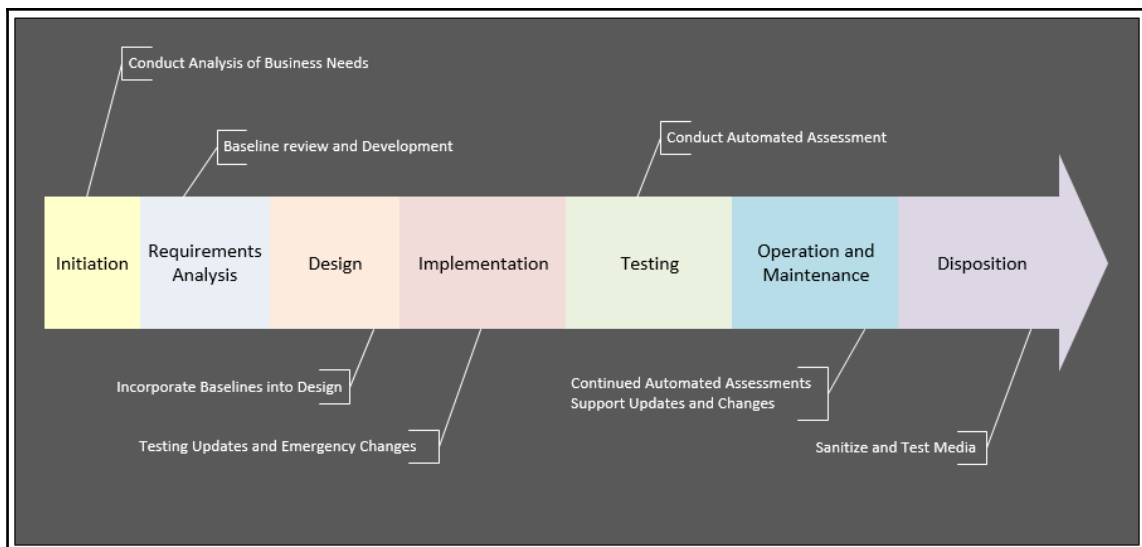 Conduct Analysis of Business Needs
Baseline review and Development
Conduct Automated Assessment
Initiation
Requirements
Analysis
Design
Implementation
Testing
Operation and
Maintenance
Disposition
Incorporate Baselines into Design
Testing Updates and Emergency Changes
Continued Automated Assessments
Support Updates and Changes
Sanitize and Test Media